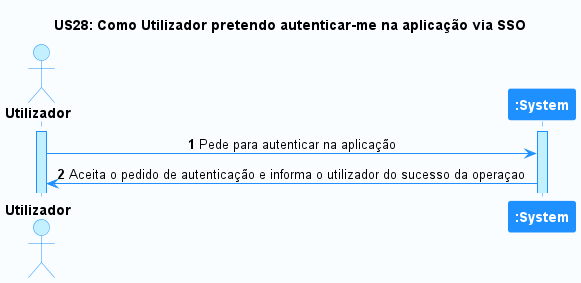 US28: Como Utilizador pretendo autenticar-me na aplicação via SSO
Utilizador
:System
1 Pede para autenticar na aplicação
2 Aceita o pedido de autenticação e informa o utilizador do sucesso da operaçao
Utilizador
:System